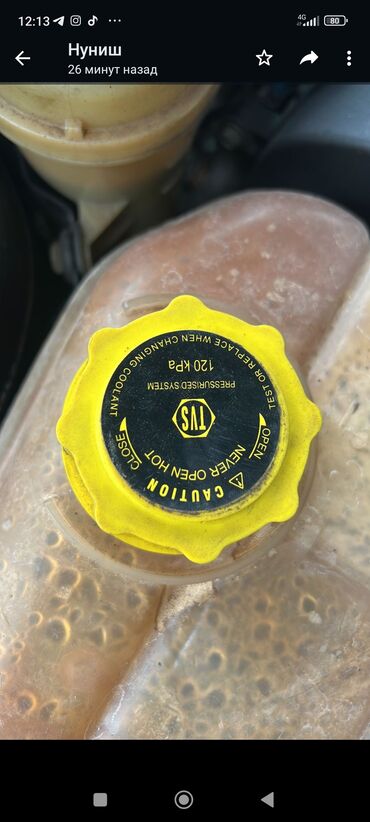 12:13
4G
80
Нуниш
26 минут назад
CAUTION
NEVER OPEN HOT
CLOSE
OPEN
TVS
PRESSURISED SYSTEM
120 kPa
TEST OR REPLACE WHEN CHANGING COOLANT